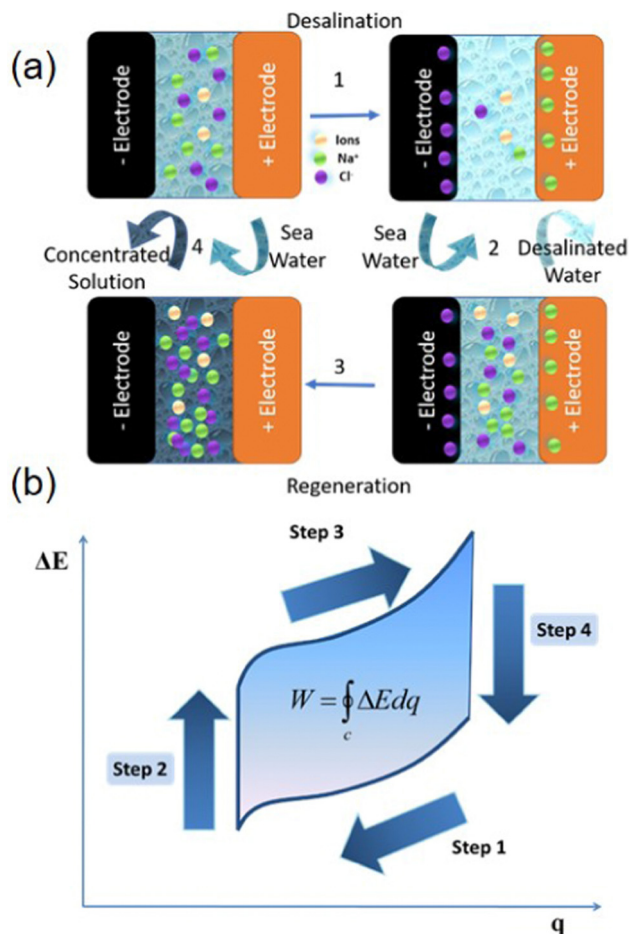 Desalination
(a)
- Electrode
+ Electrode
1
Ions
Na⁺
Cl⁻
- Electrode
+ Electrode
Concentrated
Solution
4
Sea
Water
Sea
Water
2
Desalinated
Water
- Electrode
+ Electrode
3
- Electrode
+ Electrode
Regeneration
(b)
ΔE
Step 3
Step 4
W = ∮c ΔEdq
Step 2
Step 1
q